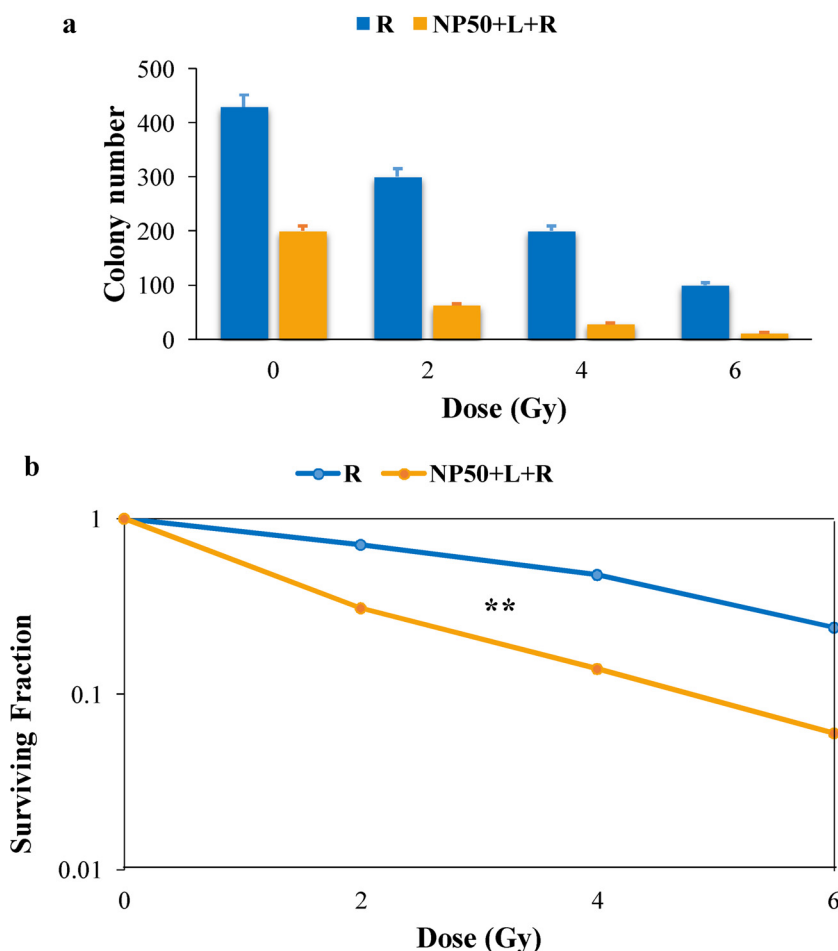 a
R NP50+L+R
500
400
300
200
100
0
Colony number
0 2 4 6
Dose (Gy)
b
R NP50+L+R
1
0.1
0.01
Surviving Fraction
**
0 2 4 6
Dose (Gy)